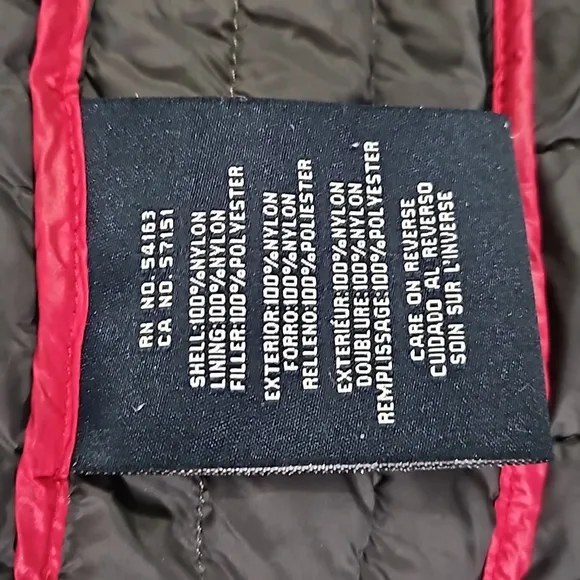 RN NO. 54163
CA NO. 57151
SHELL:100%NYLON
LINING:100%NYLON
FILLER:100%POLYESTER
EXTERIOR:100%NYLON
FORRO:100%NYLON
RELLENO:100%POLIESTER
EXTERIÉUR:100%NYLON
DOUBLURE:100%NYLON
REMPLISSAGE:100%POLYESTER
CARE ON REVERSE
CUIDADO AL REVERSO
SOIN SUR L'INVERSE